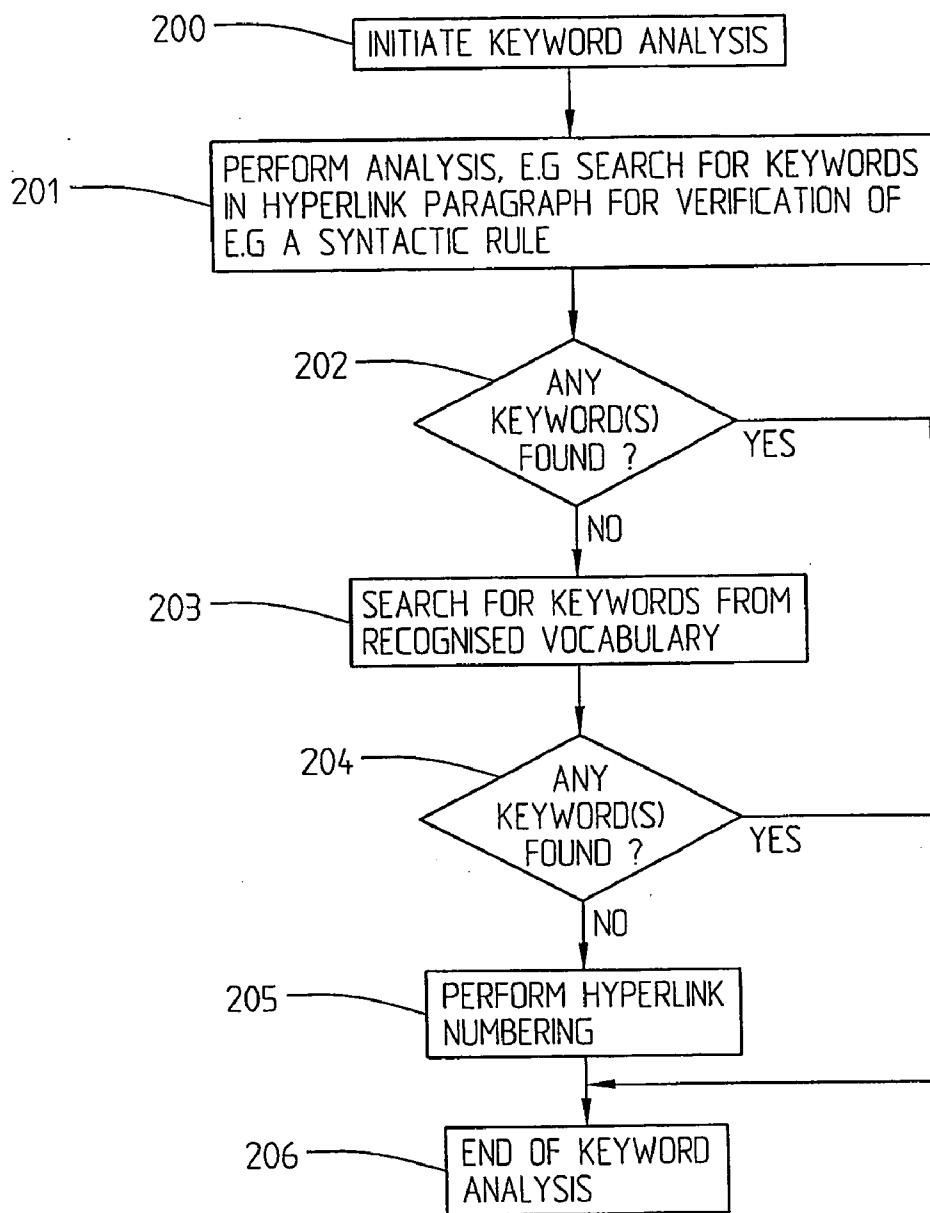 200
INITIATE KEYWORD ANALYSIS
201
PERFORM ANALYSIS, E.G SEARCH FOR KEYWORDS
IN HYPERLINK PARAGRAPH FOR VERIFICATION OF
E.G A SYNTACTIC RULE
202
ANY
KEYWORD(S)
FOUND ?
YES
NO
203
SEARCH FOR KEYWORDS FROM
RECOGNISED VOCABULARY
204
ANY
KEYWORD(S)
FOUND ?
YES
NO
205
PERFORM HYPERLINK
NUMBERING
206
END OF KEYWORD
ANALYSIS